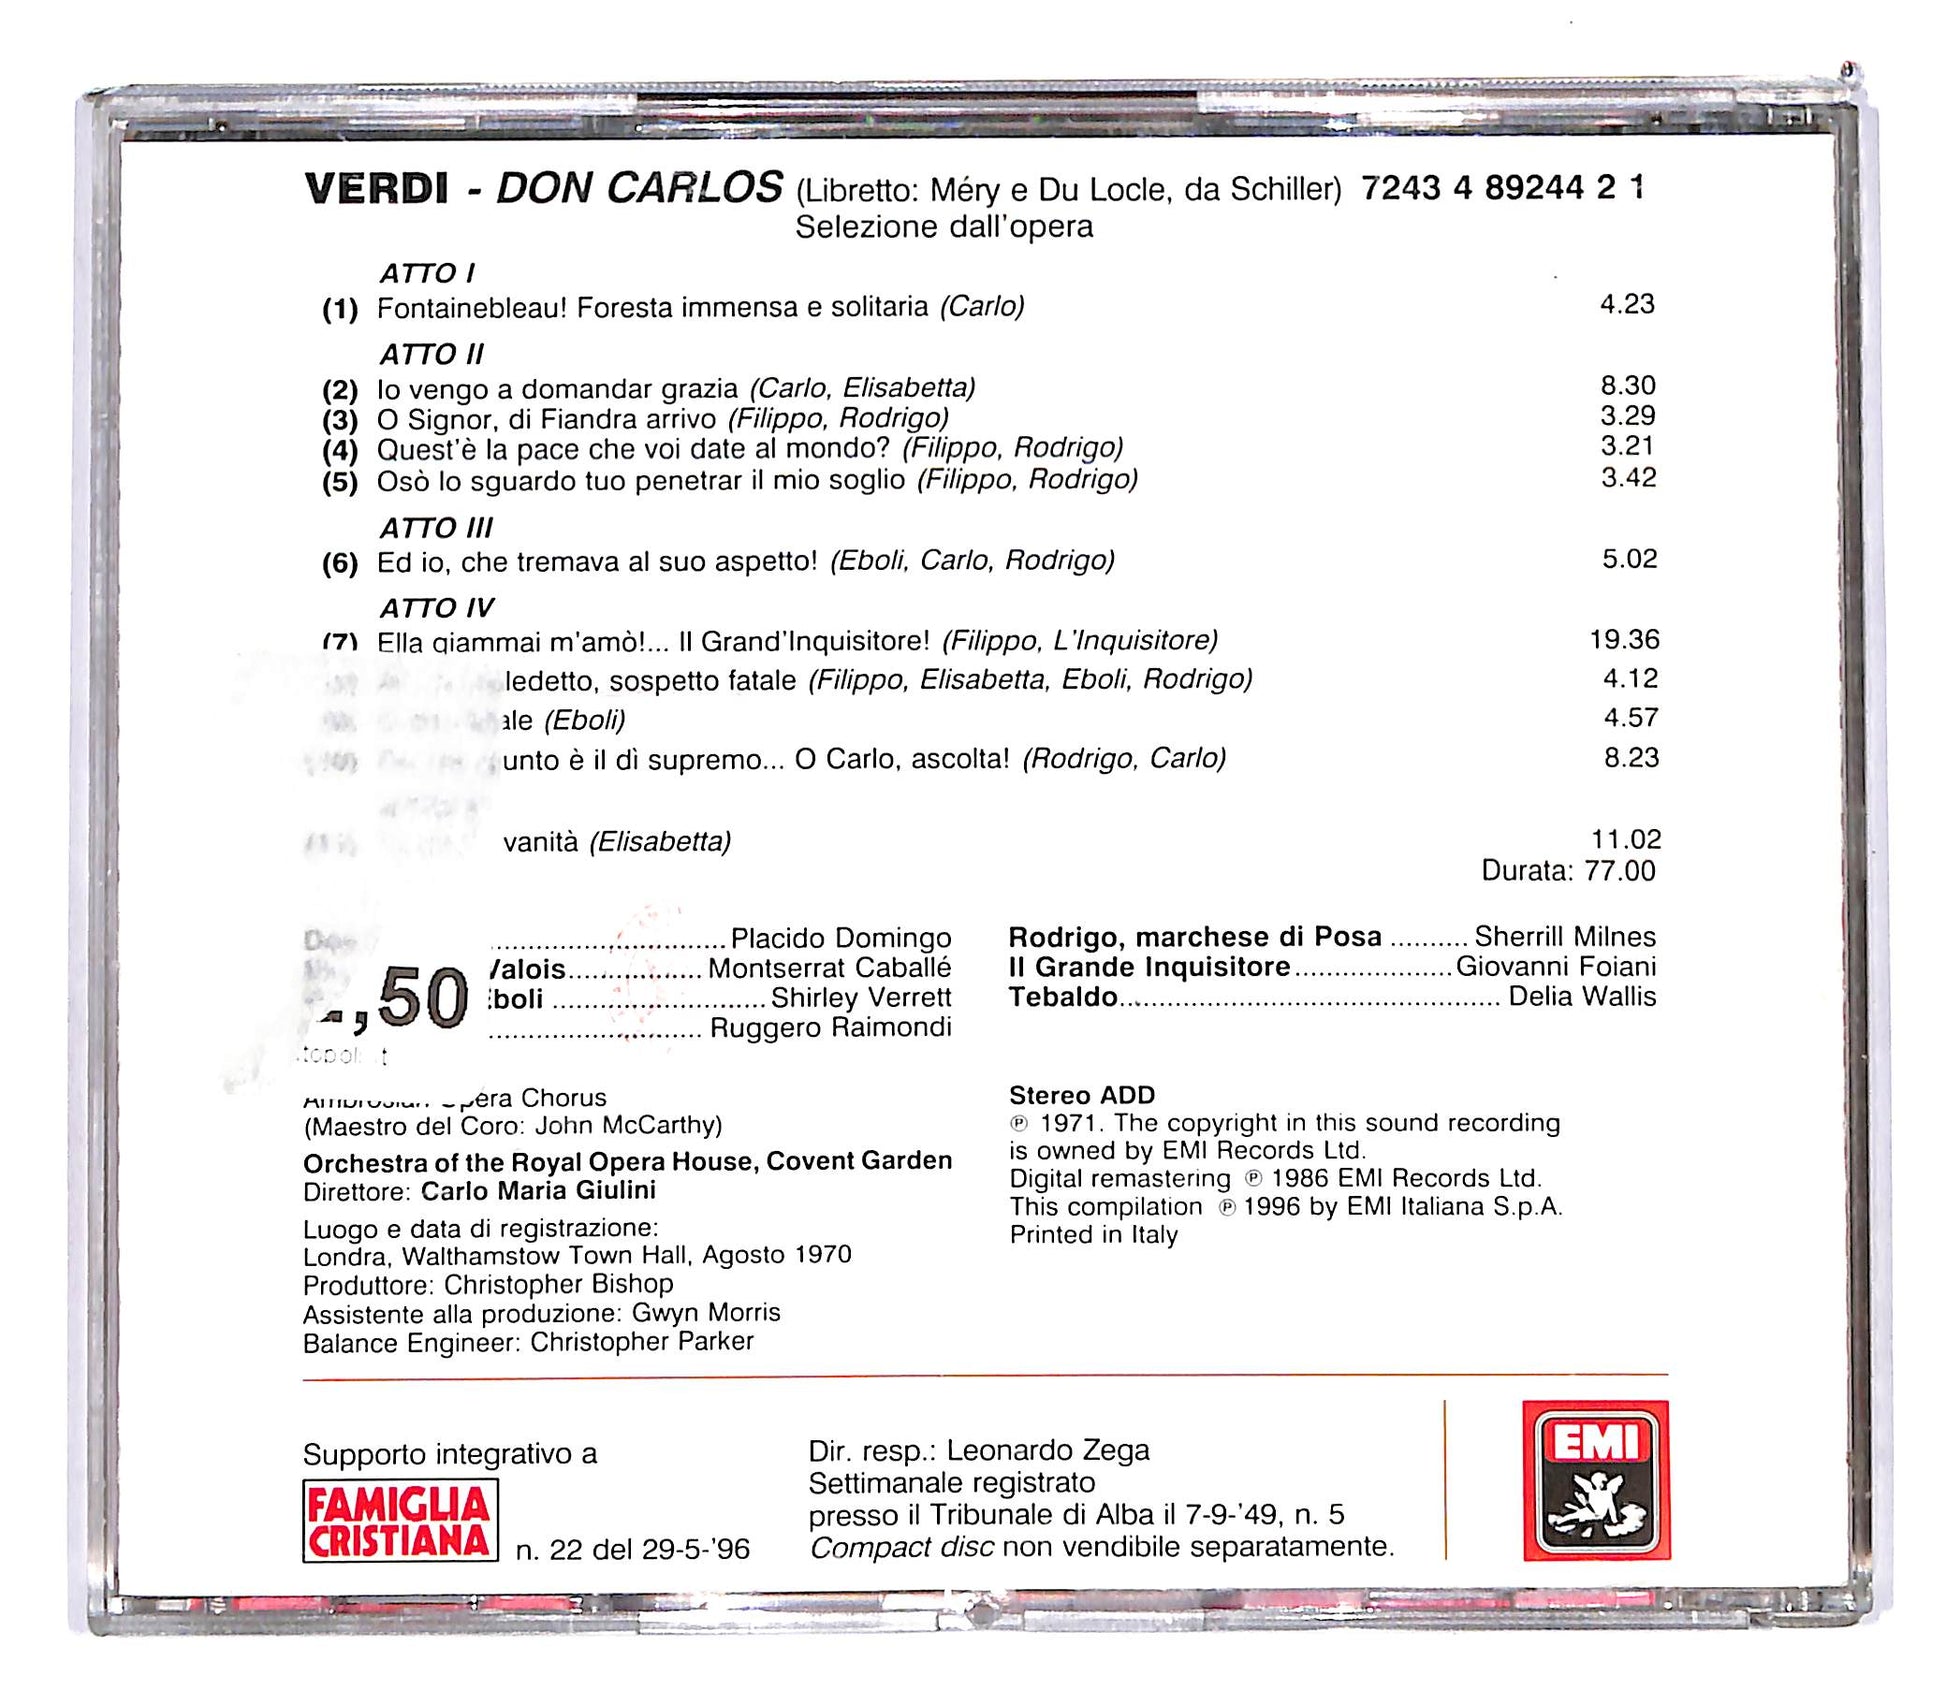 VERDI - DON CARLOS (Libretto: Méry e Du Locle, da Schiller) 7243 4 89244 2 1
Selezione dall'opera
ATTO I
(1) Fontainebleau! Foresta immensa e solitaria (Carlo) 4.23
ATTO II
(2) Io vengo a domandar grazia (Carlo, Elisabetta) 8.30
(3) O Signor, di Fiandra arrivo (Filippo, Rodrigo) 3.29
(4) Quest'è la pace che voi date al mondo? (Filippo, Rodrigo) 3.21
(5) Osò lo sguardo tuo penetrar il mio soglio (Filippo, Rodrigo) 3.42
ATTO III
(6) Ed io, che tremava al suo aspetto! (Eboli, Carlo, Rodrigo) 5.02
ATTO IV
(7) Ella giammai m'amò!... Il Grand'Inquisitore! (Filippo, L'Inquisitore) 19.36
ledetto, sospetto fatale (Filippo, Elisabetta, Eboli, Rodrigo) 4.12
ale (Eboli) 4.57
unto è il dì supremo... O Carlo, ascolta! (Rodrigo, Carlo) 8.23
vanità (Elisabetta) 11.02
Durata: 77.00
Placido Domingo
Valois Montserrat Caballé
boli Shirley Verrett
Ruggero Raimondi
,50
Rodrigo, marchese di Posa .......... Sherrill Milnes
Il Grande Inquisitore .................... Giovanni Foiani
Tebaldo ........................................... Delia Wallis
Opera Chorus
(Maestro del Coro: John McCarthy)
Orchestra of the Royal Opera House, Covent Garden
Direttore: Carlo Maria Giulini
Luogo e data di registrazione:
Londra, Walthamstow Town Hall, Agosto 1970
Produttore: Christopher Bishop
Assistente alla produzione: Gwyn Morris
Balance Engineer: Christopher Parker
Stereo ADD
℗ 1971. The copyright in this sound recording
is owned by EMI Records Ltd.
Digital remastering ℗ 1986 EMI Records Ltd.
This compilation ℗ 1996 by EMI Italiana S.p.A.
Printed in Italy
Supporto integrativo a
FAMIGLIA
CRISTIANA
n. 22 del 29-5-'96
Dir. resp.: Leonardo Zega
Settimanale registrato
presso il Tribunale di Alba il 7-9-'49, n. 5
Compact disc non vendibile separatamente.
EMI